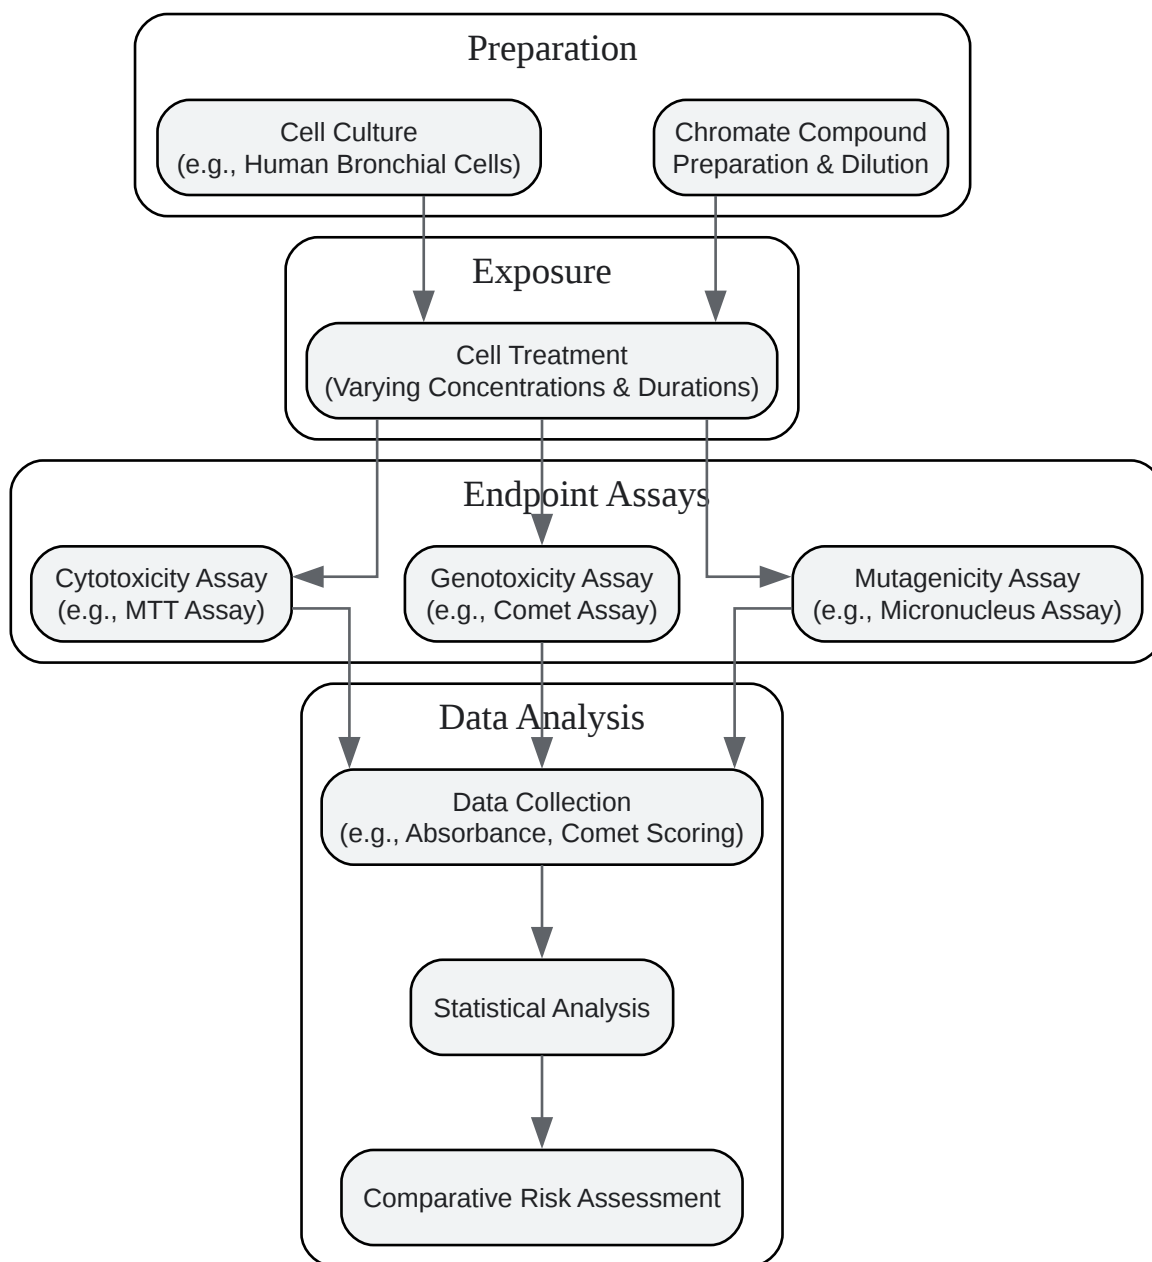 Preparation
Cell Culture
(e.g., Human Bronchial Cells)
Chromate Compound
Preparation & Dilution
Exposure
Cell Treatment
(Varying Concentrations & Durations)
Endpoint Assays
Cytotoxicity Assay
(e.g., MTT Assay)
Genotoxicity Assay
(e.g., Comet Assay)
Mutagenicity Assay
(e.g., Micronucleus Assay)
Data Analysis
Data Collection
(e.g., Absorbance, Comet Scoring)
Statistical Analysis
Comparative Risk Assessment